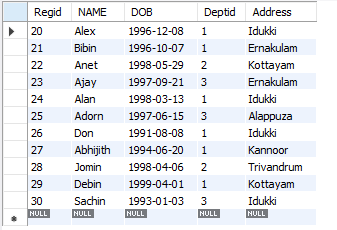 Regid NAME DOB Deptid Address
20 Alex 1996-12-08 1 Idukki
21 Bibin 1996-10-07 1 Ernakulam
22 Anet 1998-05-29 2 Kottayam
23 Ajay 1997-09-21 3 Ernakulam
24 Alan 1998-03-13 1 Idukki
25 Adorn 1997-06-15 3 Alappuza
26 Don 1991-08-08 1 Idukki
27 Abhijith 1994-06-20 1 Kannoor
28 Jomin 1998-04-06 2 Trivandrum
29 Debin 1999-04-01 1 Kottayam
30 Sachin 1993-01-03 3 Idukki
NULL NULL NULL NULL NULL